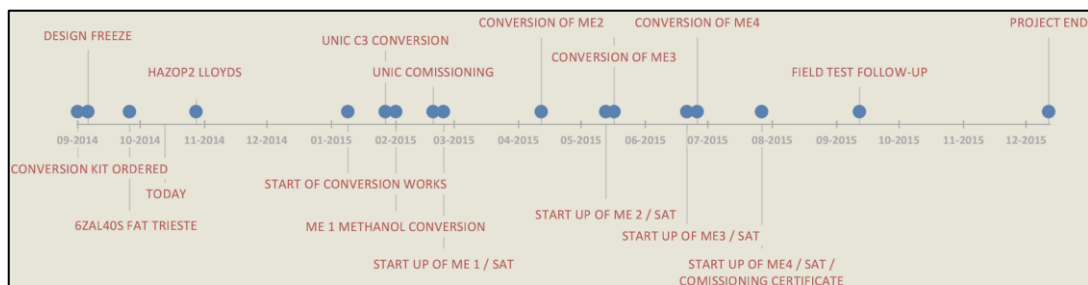 CONVERSION OF ME2
CONVERSION OF ME4
PROJECT END
DESIGN FREEZE
UNIC C3 CONVERSION
CONVERSION OF ME3
HAZOP2 LLOYDS
UNIC COMISSIONING
FIELD TEST FOLLOW-UP
09-2014
10-2014
11-2014
12-2014
01-2015
02-2015
03-2015
04-2015
05-2015
06-2015
07-2015
08-2015
09-2015
10-2015
11-2015
12-2015
CONVERSION KIT ORDERED
START OF CONVERSION WORKS
TODAY
6ZAL40S FAT TRIESTE
ME 1 METHANOL CONVERSION
START UP OF ME 2 / SAT
START UP OF ME3 / SAT
START UP OF ME 1 / SAT
START UP OF ME4 / SAT /
COMISSIONING CERTIFICATE